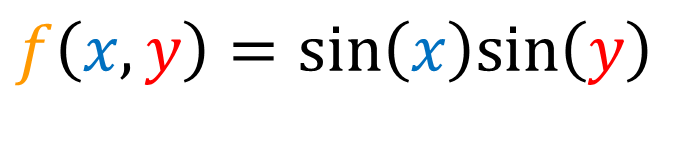 f(x, y) = sin(x)sin(y)